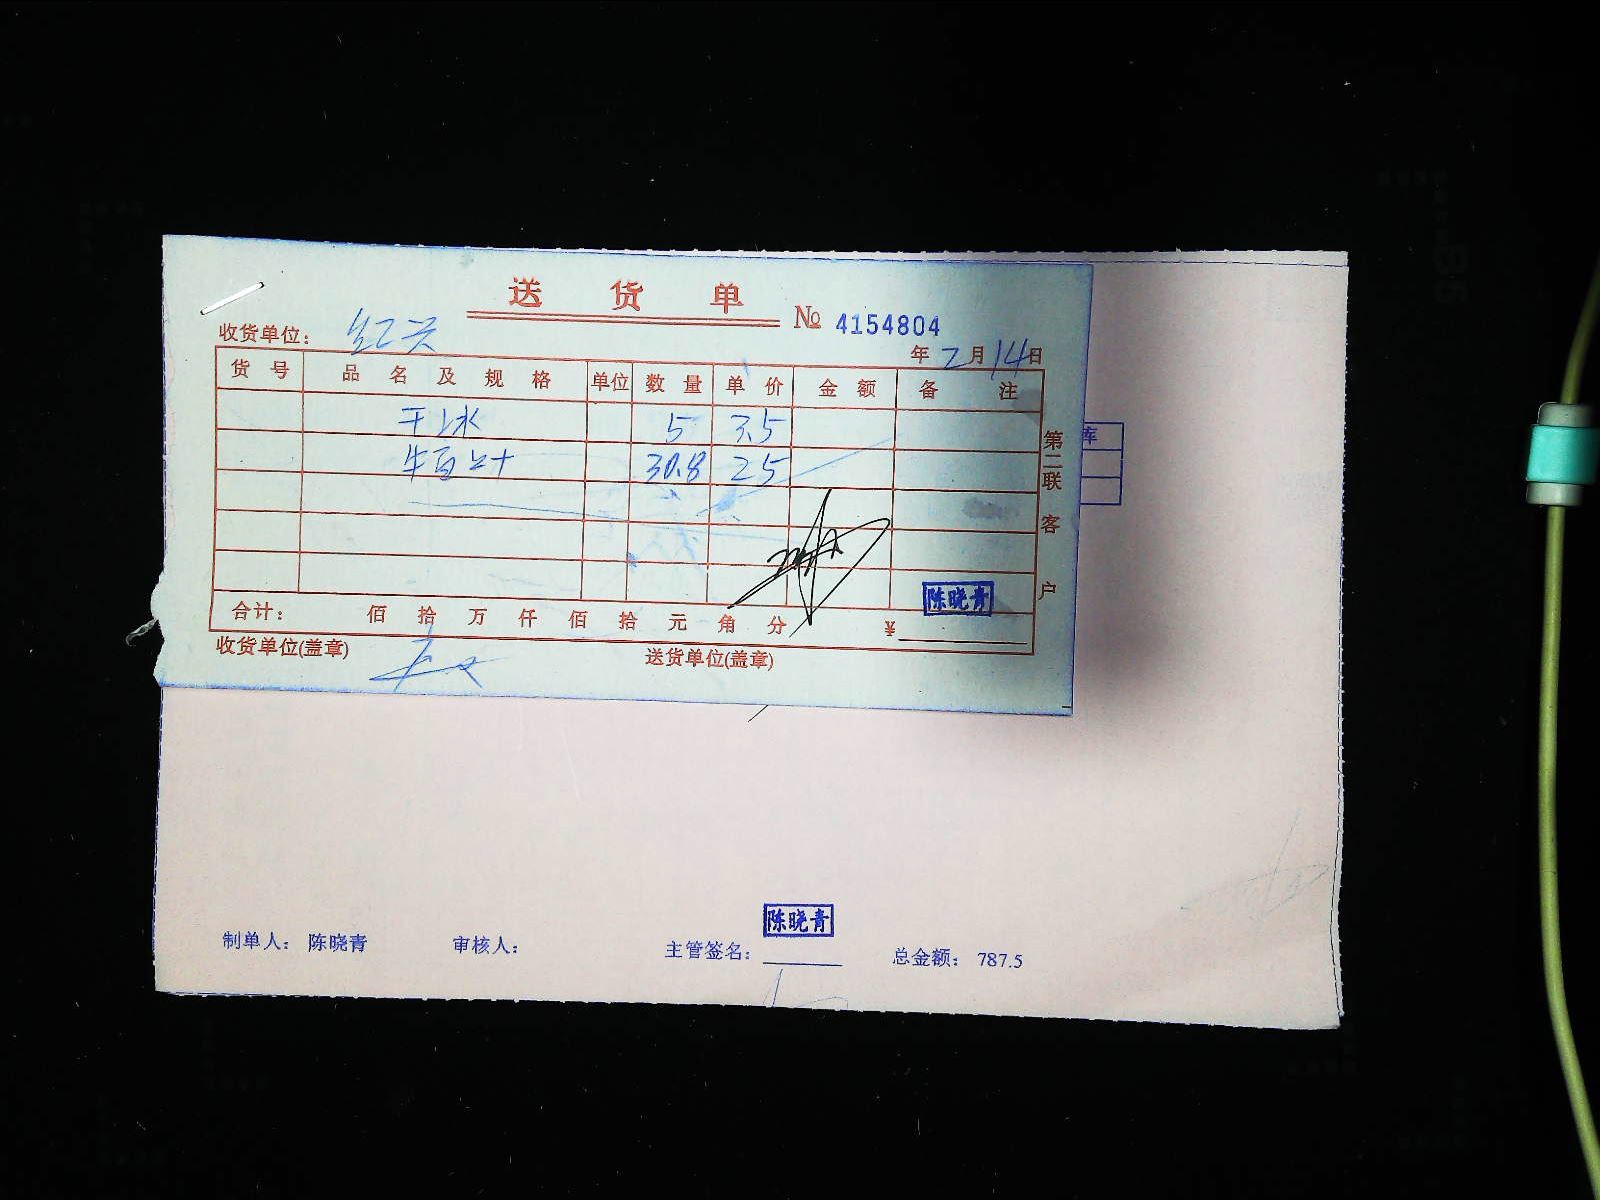 送货单
№ 4154804
收货单位： 红兴
年 2月14日
货号 品名及规格 单位 数量 单价 金额 备注
5 3.5
牛百叶 30.8 25
第二联 客户
库
合计： 佰 拾 万 仟 佰 拾 元 角 分 ¥
陈晓青
收货单位(盖章) 送货单位(盖章)
陈晓青
制单人： 陈晓青 审核人： 主管签名： 总金额： 787.5